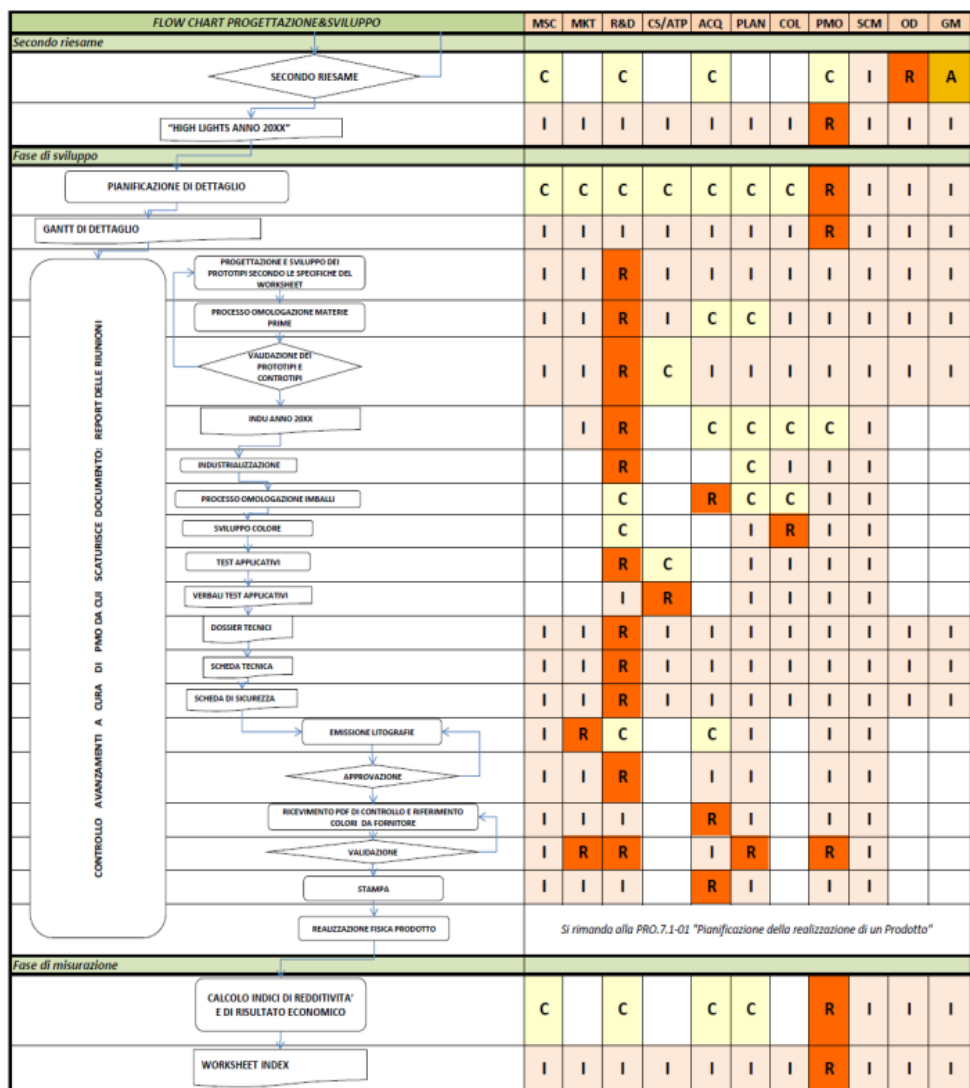 FLOW CHART PROGETTAZIONE&SVILUPPO MSC MKT R&D CS/ATP ACQ PLAN COL PMO SCM OD GM
Secondo riesame
SECONDO RIESAME C C C C I R A
"HIGH LIGHTS ANNO 20XX" I I I I I I I R I I I
Fase di sviluppo
PIANIFICAZIONE DI DETTAGLIO C C C C C C C R I I I
GANTT DI DETTAGLIO I I I I I I I R I I I
CONTROLLO AVANZAMENTI A CURA DI PMO DA CUI SCATURISCE DOCUMENTO: REPORT DELLE RIUNIONI
PROGETTAZIONE E SVILUPPO DEI
PROTOTIPI SECONDO LE SPECIFICHE DEL
WORKSHEET
I I R I I I I I I I I
PROCESSO OMOLOGAZIONE MATERIE
PRIME
I I R I C C I I I I I
VALIDAZIONE DEI
PROTOTIPI E
CONTROTIPI
I I R C I I I I I I I
INDU ANNO 20XX I R C C C C I
INDUSTRIALIZZAZIONE R C I I I
PROCESSO OMOLOGAZIONE IMBALLI C R C C I I
SVILUPPO COLORE C I R I I
TEST APPLICATIVI R C I I I I
VERBALI TEST APPLICATIVI I R I I I I
DOSSIER TECNICI I I R I I I I I I I I
SCHEDA TECNICA I I R I I I I I I I I
SCHEDA DI SICUREZZA I I R I I I I I I I I
EMISSIONE LITOGRAFIE I R C C I I I
APPROVAZIONE I I R I I I I
RICEVIMENTO PDF DI CONTROLLO E RIFERIMENTO
COLORI DA FORNITORE
I I I R I I I
VALIDAZIONE I R R I R R I
STAMPA I I I R I I I
REALIZZAZIONE FISICA PRODOTTO Si rimanda alla PRO.7.1-01 "Pianificazione della realizzazione di un Prodotto"
Fase di misurazione
CALCOLO INDICI DI REDDITIVITA'
E DI RISULTATO ECONOMICO
C C C C R I I I
WORKSHEET INDEX I I I I I I I R I I I